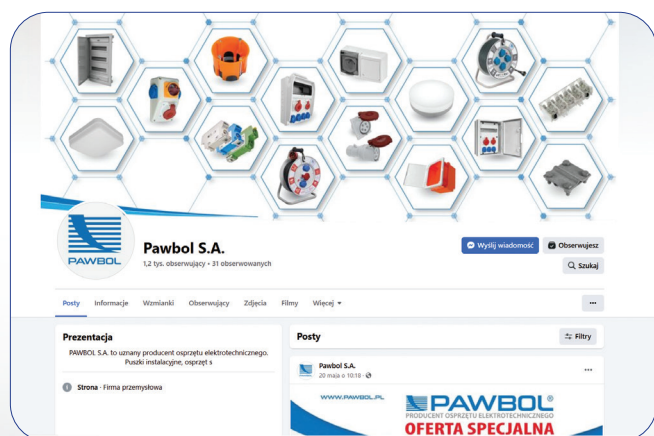 PAWBOL
Pawbol S.A.
1,2 tys. obserwujący • 31 obserwowanych
Wyślij wiadomość
Obserwujesz
Szukaj
Posty Informacje Wzmianki Obserwujący Zdjęcia Filmy Więcej
Prezentacja
PAWBOL S.A. to uznany producent osprzętu elektrotechnicznego.
Puszki instalacyjne, osprzęt s
Strona · Firma przemysłowa
Posty
Filtry
Pawbol S.A.
20 maja o 10:18
WWW.PAWBOL.PL
PAWBOL®
PRODUCENT OSPRZĘTU ELEKTROTECHNICZNEGO
OFERTA SPECJALNA